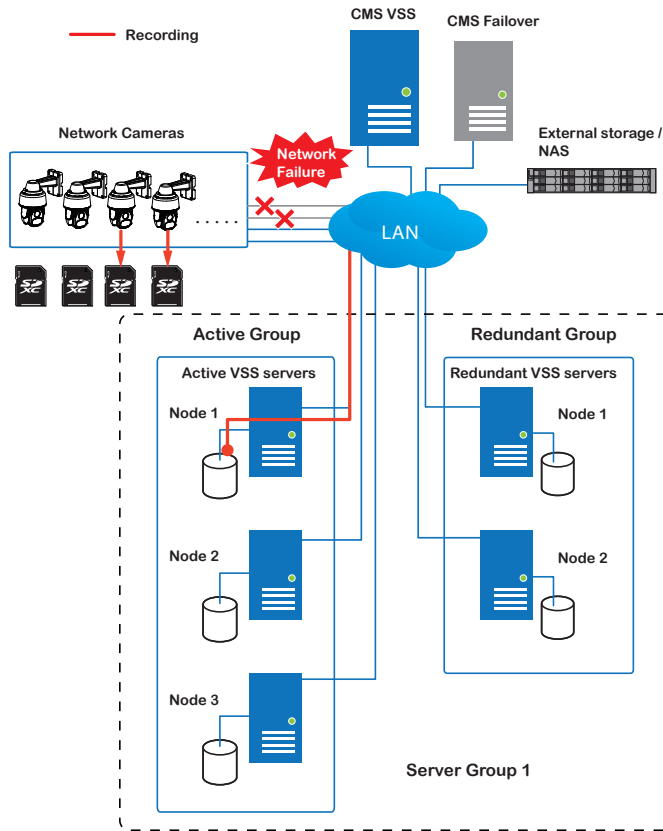 CMS VSS
CMS Failover
Recording
Network Cameras
Network
Failure
External storage /
NAS
. . . . .
LAN
SD
XC
SD
XC
SD
XC
SD
XC
Active Group
Redundant Group
Active VSS servers
Redundant VSS servers
Node 1
Node 1
Node 2
Node 2
Node 3
Server Group 1